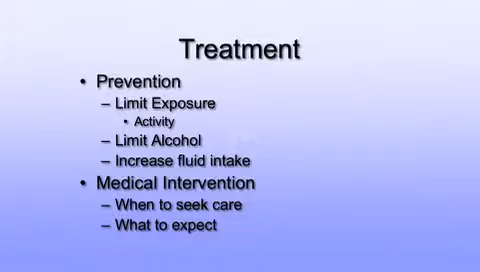 Treatment
• Prevention
– Limit Exposure
• Activity
– Limit Alcohol
– Increase fluid intake
• Medical Intervention
– When to seek care
– What to expect